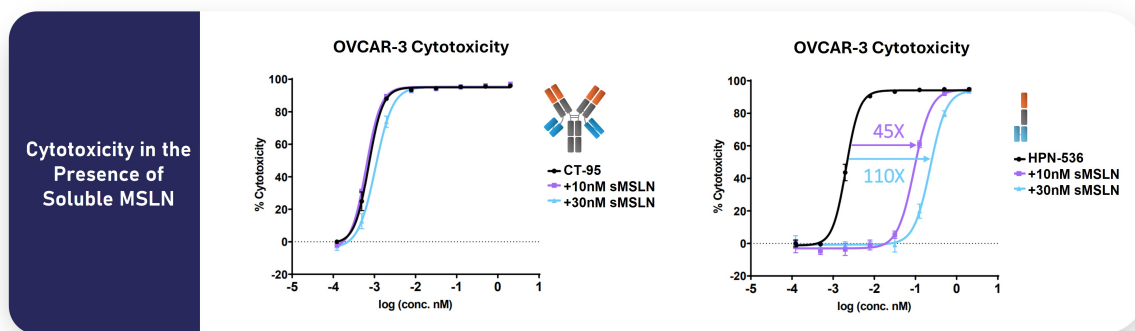 Cytotoxicity in the
Presence of
Soluble MSLN
OVCAR-3 Cytotoxicity
% Cytotoxicity
100
80
60
40
20
0
-20
-5
-4
-3
-2
-1
0
1
log (conc. nM)
CT-95
+10nM sMSLN
+30nM sMSLN
OVCAR-3 Cytotoxicity
% Cytotoxicity
100
80
60
40
20
0
-20
-5
-4
-3
-2
-1
0
1
log (conc. nM)
45X
110X
HPN-536
+10nM sMSLN
+30nM sMSLN